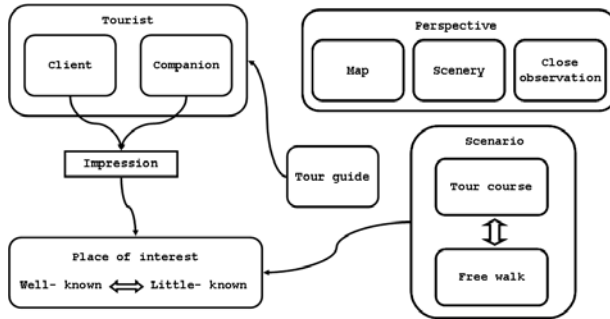 Tourist
Client
Companion
Impression
Tour guide
Place of interest
Well- known
Little- known
Perspective
Map
Scenery
Close
observation
Scenario
Tour course
Free walk